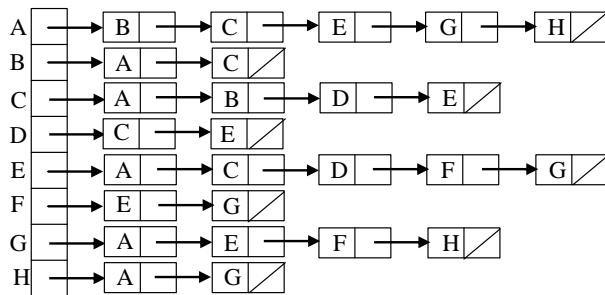 A B C E G H
B A C
C A B D E
D C E
E A C D F G
F E G
G A E F H
H A G